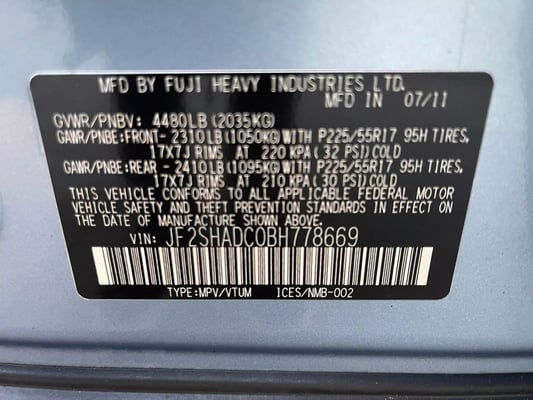 MFD BY FUJI HEAVY INDUSTRIES LTD.
MFD IN 07/11
GVWR/PNBV: 4480LB(2035KG)
GAWR/PNBE:FRONT-2310LB(1050KG)WITH P225/55R17 95H TIRES,
17X7J RIMS AT 220 KPA(32 PSI)COLD
GAWR/PNBE:REAR -2410LB(1095KG)WITH P225/55R17 95H TIRES,
17X7J RIMS AT 210 KPA(30 PSI)COLD
THIS VEHICLE CONFORMS TO ALL APPLICABLE FEDERAL MOTOR
VEHICLE SAFETY AND THEFT PREVENTION STANDARDS IN EFFECT ON
THE DATE OF MANUFACTURE SHOWN ABOVE.
VIN: JF2SHADC0BH778669
TYPE:MPV/VTUM ICES/NMB-002